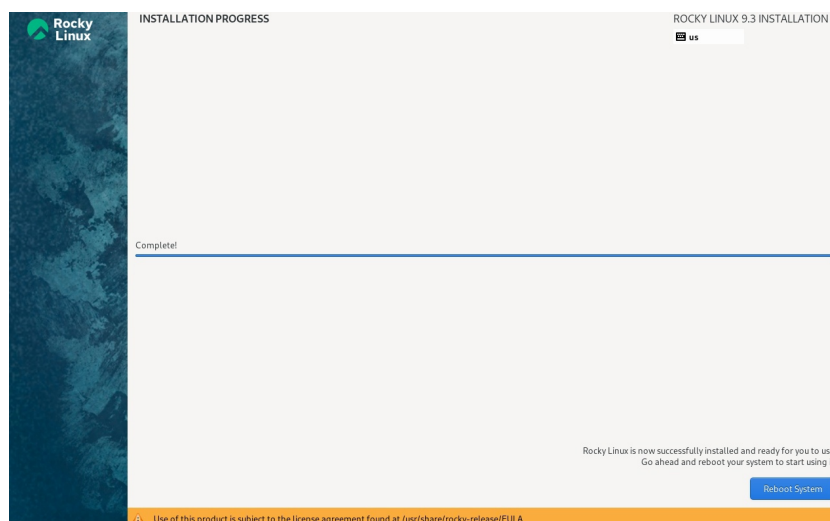 Rocky
Linux
INSTALLATION PROGRESS
ROCKY LINUX 9.3 INSTALLATION
us
Complete!
Rocky Linux is now successfully installed and ready for you to us
Go ahead and reboot your system to start using
Reboot System
Use of this product is subject to the license agreement found at /usr/share/rocky-release/EULA